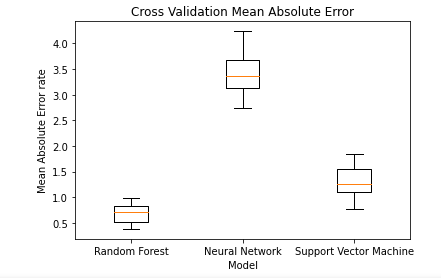 Cross Validation Mean Absolute Error
Mean Absolute Error rate
4.0
3.5
3.0
2.5
2.0
1.5
1.0
0.5
Random Forest
Neural Network
Support Vector Machine
Model